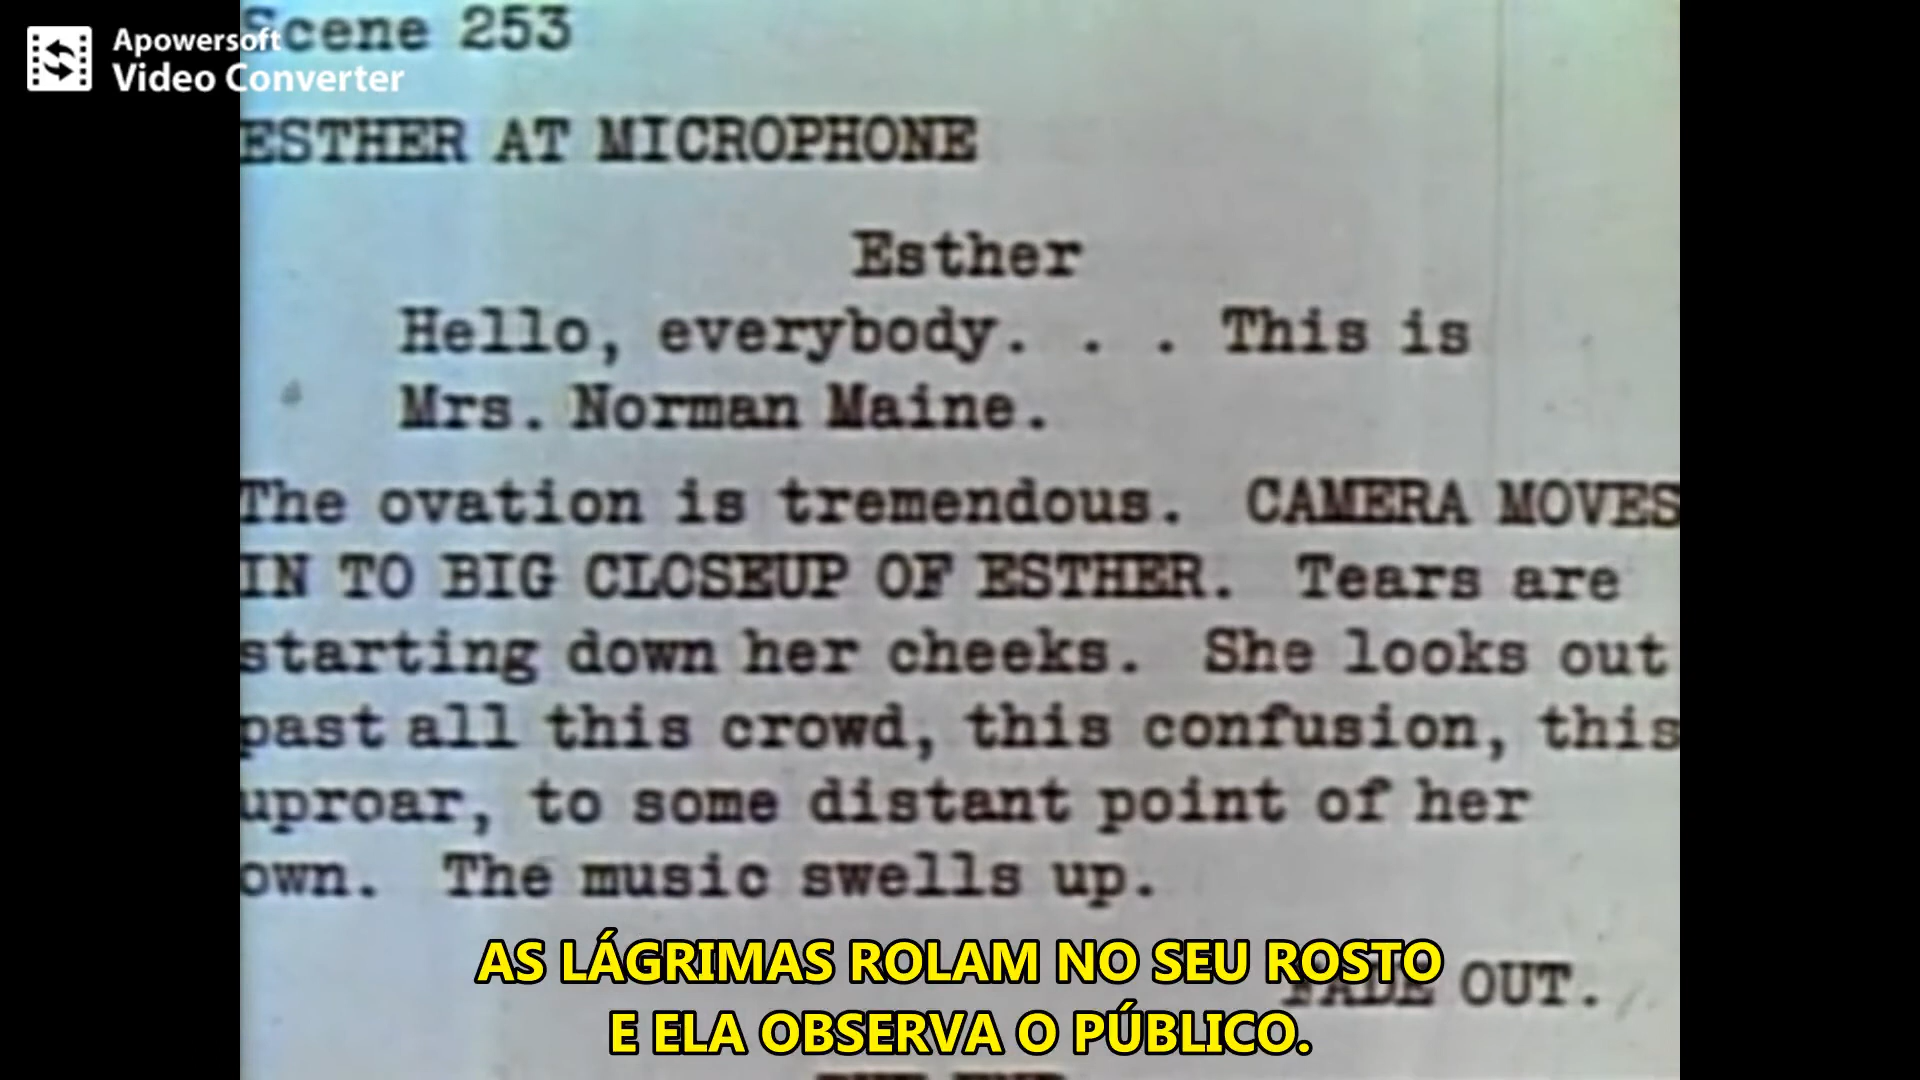 Apowersoft
Video Converter
Scene 253
ESTHER AT MICROPHONE
Esther
Hello, everybody. . . This is
Mrs. Norman Maine.
The ovation is tremendous. CAMERA MOVES
IN TO BIG CLOSEUP OF ESTHER. Tears are
starting down her cheeks. She looks out
past all this crowd, this confusion, this
uproar, to some distant point of her
own. The music swells up.
FADE OUT.
AS LÁGRIMAS ROLAM NO SEU ROSTO
E ELA OBSERVA O PÚBLICO.